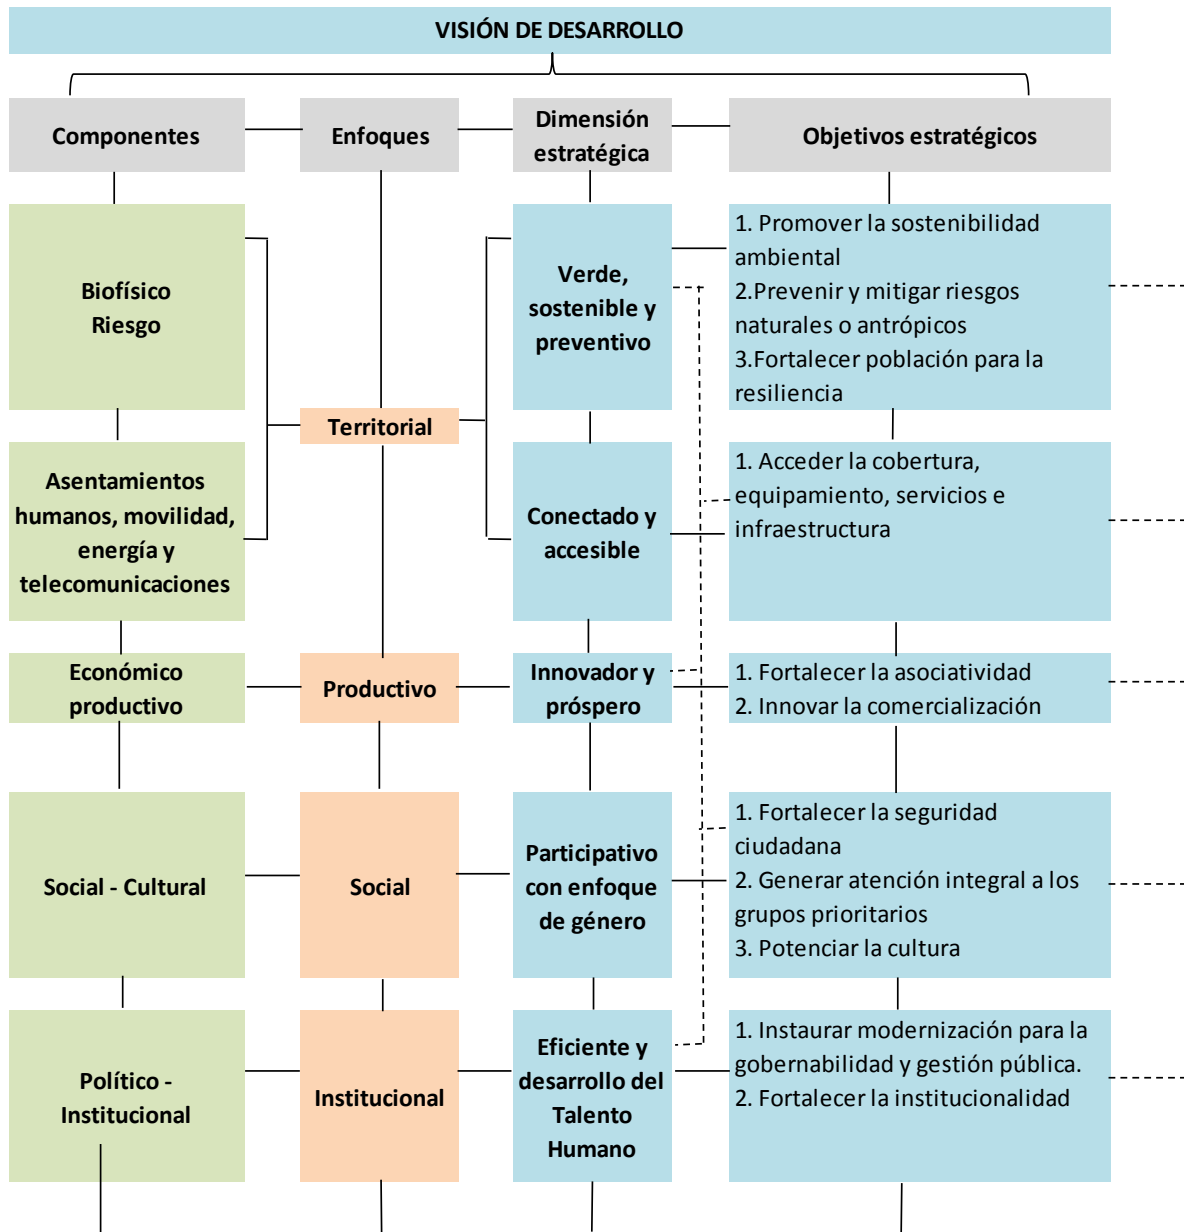 VISIÓN DE DESARROLLO
Componentes
Enfoques
Dimensión
estratégica
Objetivos estratégicos
Biofísico
Riesgo
Verde,
sostenible y
preventivo
1. Promover la sostenibilidad
ambiental
2.Prevenir y mitigar riesgos
naturales o antrópicos
3.Fortalecer población para la
resiliencia
Territorial
Asentamientos
humanos, movilidad,
energía y
telecomunicaciones
Conectado y
accesible
1. Acceder la cobertura,
equipamiento, servicios e
infraestructura
Económico
productivo
Productivo
Innovador y
próspero
1. Fortalecer la asociatividad
2. Innovar la comercialización
Social - Cultural
Social
Participativo
con enfoque
de género
1. Fortalecer la seguridad
ciudadana
2. Generar atención integral a los
grupos prioritarios
3. Potenciar la cultura
Político -
Institucional
Institucional
Eficiente y
desarrollo del
Talento
Humano
1. Instaurar modernización para la
gobernabilidad y gestión pública.
2. Fortalecer la institucionalidad